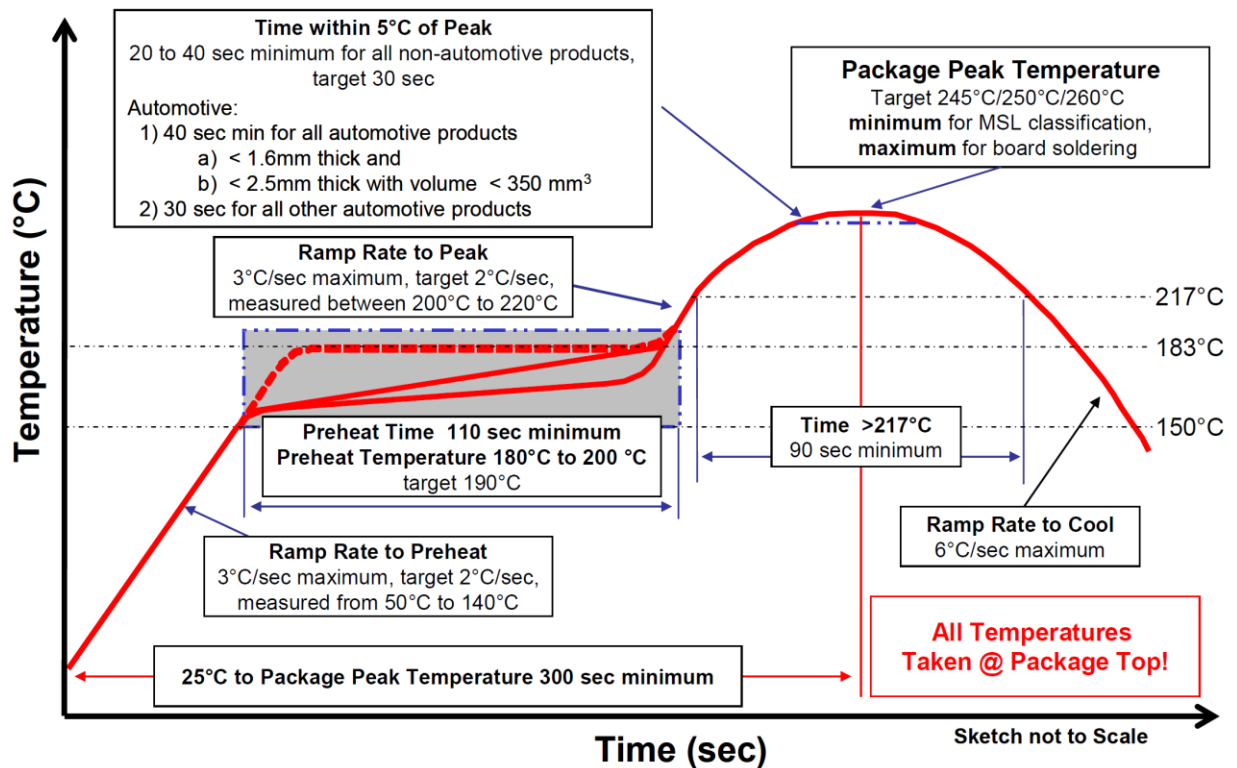 Time within 5°C of Peak
20 to 40 sec minimum for all non-automotive products,
target 30 sec
Automotive:
1) 40 sec min for all automotive products
a) < 1.6mm thick and
b) < 2.5mm thick with volume < 350 mm³
2) 30 sec for all other automotive products
Package Peak Temperature
Target 245°C/250°C/260°C
minimum for MSL classification,
maximum for board soldering
Ramp Rate to Peak
3°C/sec maximum, target 2°C/sec,
measured between 200°C to 220°C
Temperature (°C)
217°C
183°C
150°C
Preheat Time 110 sec minimum
Preheat Temperature 180°C to 200 °C
target 190°C
Time >217°C
90 sec minimum
Ramp Rate to Cool
6°C/sec maximum
Ramp Rate to Preheat
3°C/sec maximum, target 2°C/sec,
measured from 50°C to 140°C
All Temperatures
Taken @ Package Top!
25°C to Package Peak Temperature 300 sec minimum
Time (sec)
Sketch not to Scale